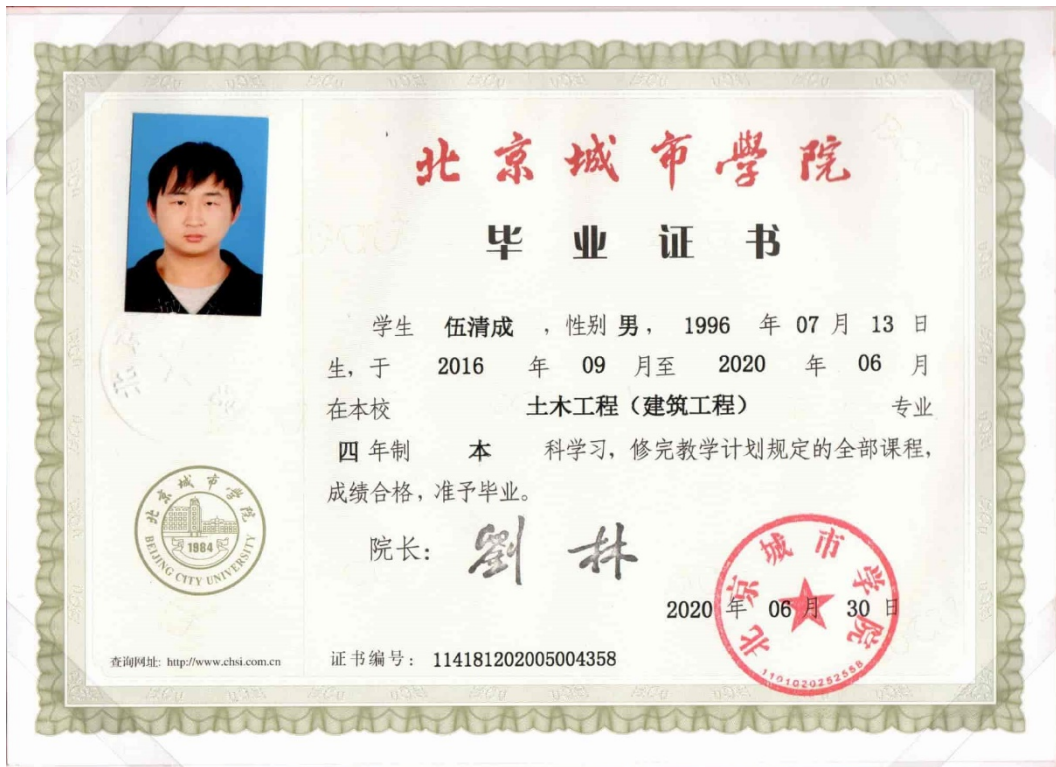 北京城市學院
毕业证书
学生 伍清成 ，性别 男， 1996 年 07 月 13 日
生，于 2016 年 09 月至 2020 年 06 月
在本校 土木工程（建筑工程） 专业
四 年制 本 科学习，修完教学计划规定的全部课程，
成绩合格，准予毕业。
院长： 劉林
2020 年 06 月 30 日
证书编号： 114181202005004358
北京城市学院
1101020252558
北京城市學院
1984
BEIJING CITY UNIVERSITY
查询网址: http://www.chsi.com.cn